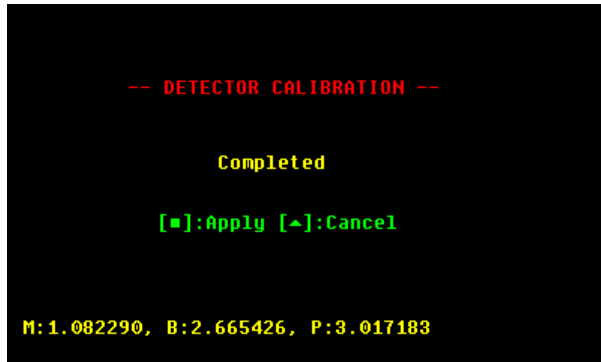 -- DETECTOR CALIBRATION --
Completed
[■]:Apply [▲]:Cancel
M:1.082290, B:2.665426, P:3.017183